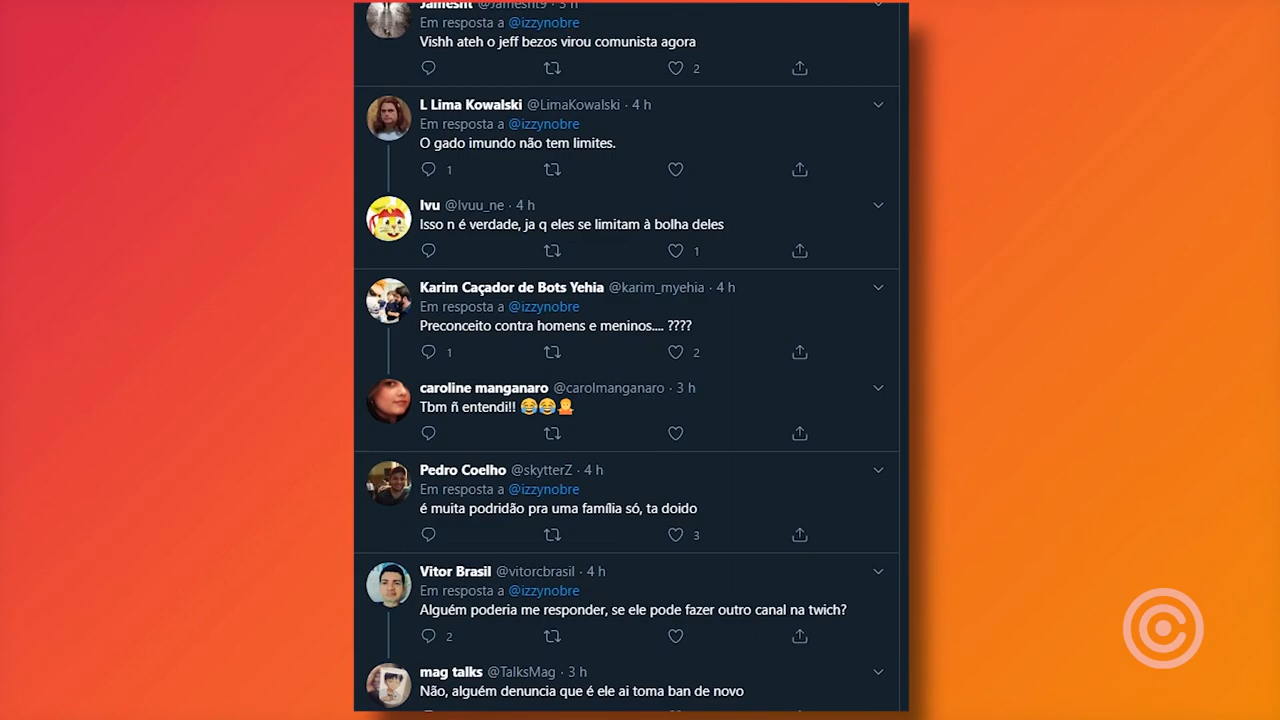 Jamesht @Jamesht9 · 3 h
Em resposta a @izzynobre
Vishh ateh o jeff bezos virou comunista agora
2
L Lima Kowalski @LimaKowalski · 4 h
Em resposta a @izzynobre
O gado imundo não tem limites.
1
Ivu @Ivuu_ne · 4 h
Isso n é verdade, ja q eles se limitam à bolha deles
1
Karim Caçador de Bots Yehia @karim_myehia · 4 h
Em resposta a @izzynobre
Preconceito contra homens e meninos.... ????
1 2
caroline manganaro @carolmanganaro · 3 h
Tbm ñ entendi!! 😂😂🤷
Pedro Coelho @skytterZ · 4 h
Em resposta a @izzynobre
é muita podridão pra uma família só, ta doido
3
Vitor Brasil @vitorcbrasil · 4 h
Em resposta a @izzynobre
Alguém poderia me responder, se ele pode fazer outro canal na twich?
2
mag talks @TalksMag · 3 h
Não, alguém denuncia que é ele ai toma ban de novo